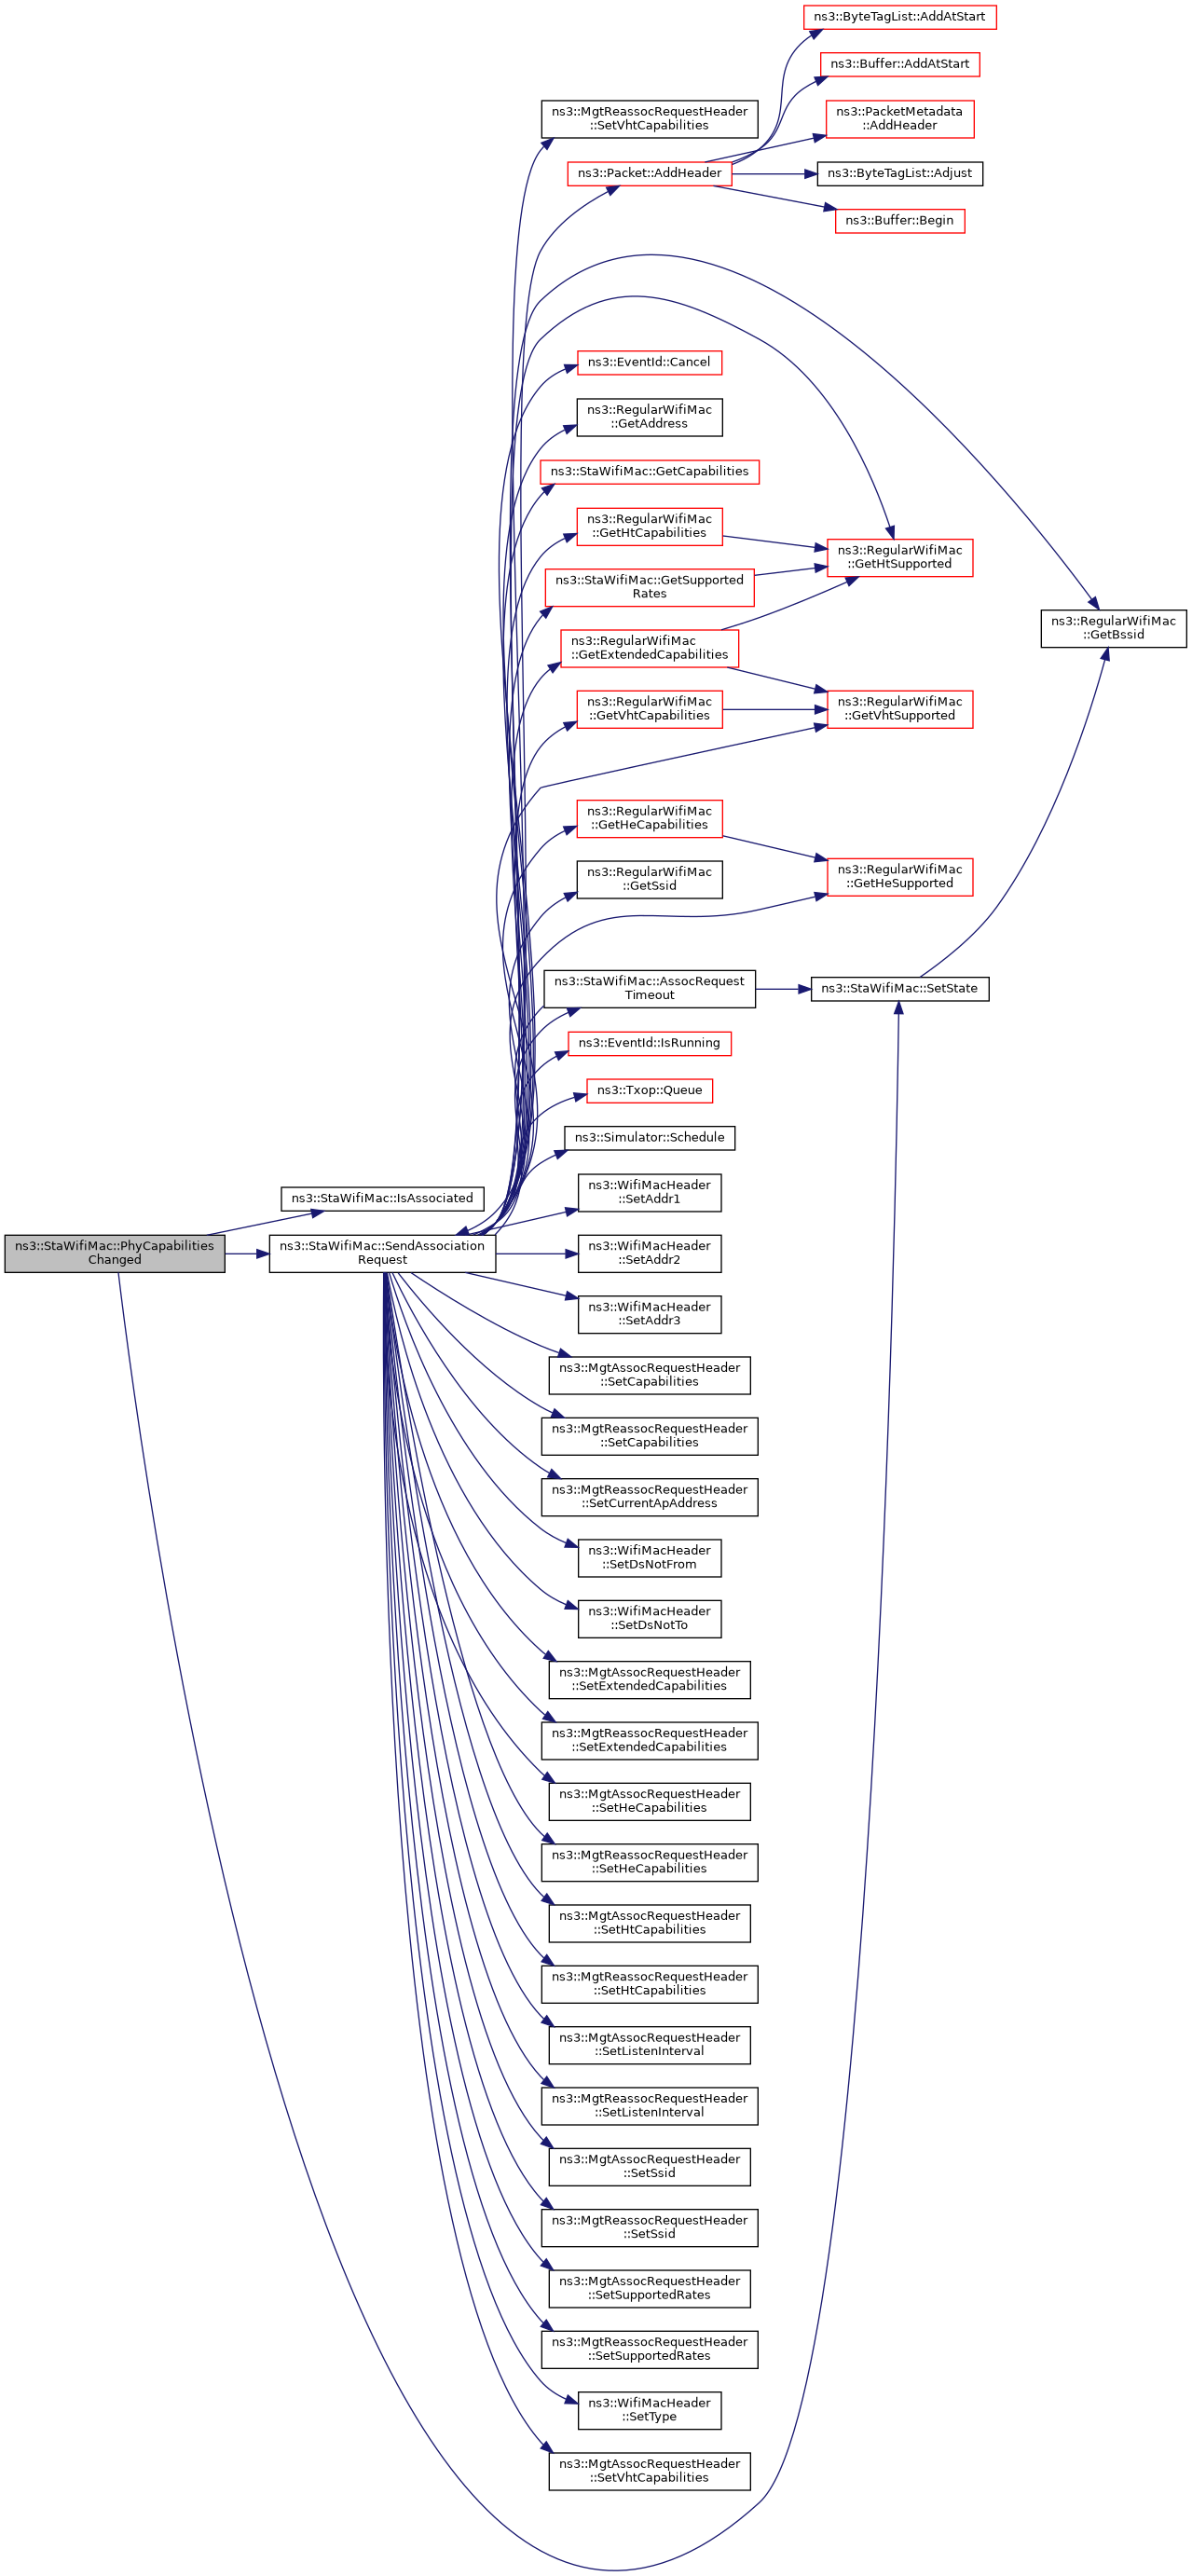 ns3::ByteTagList::AddAtStart
ns3::Buffer::AddAtStart
ns3::MgtReassocRequestHeader
::SetVhtCapabilities
ns3::PacketMetadata
::AddHeader
ns3::Packet::AddHeader
ns3::ByteTagList::Adjust
ns3::Buffer::Begin
ns3::EventId::Cancel
ns3::RegularWifiMac
::GetAddress
ns3::StaWifiMac::GetCapabilities
ns3::RegularWifiMac
::GetHtCapabilities
ns3::RegularWifiMac
::GetHtSupported
ns3::StaWifiMac::GetSupported
Rates
ns3::RegularWifiMac
::GetBssid
ns3::RegularWifiMac
::GetExtendedCapabilities
ns3::RegularWifiMac
::GetVhtCapabilities
ns3::RegularWifiMac
::GetVhtSupported
ns3::RegularWifiMac
::GetHeCapabilities
ns3::RegularWifiMac
::GetSsid
ns3::RegularWifiMac
::GetHeSupported
ns3::StaWifiMac::AssocRequest
Timeout
ns3::StaWifiMac::SetState
ns3::EventId::IsRunning
ns3::Txop::Queue
ns3::Simulator::Schedule
ns3::StaWifiMac::IsAssociated
ns3::WifiMacHeader
::SetAddr1
ns3::StaWifiMac::PhyCapabilities
Changed
ns3::StaWifiMac::SendAssociation
Request
ns3::WifiMacHeader
::SetAddr2
ns3::WifiMacHeader
::SetAddr3
ns3::MgtAssocRequestHeader
::SetCapabilities
ns3::MgtReassocRequestHeader
::SetCapabilities
ns3::MgtReassocRequestHeader
::SetCurrentApAddress
ns3::WifiMacHeader
::SetDsNotFrom
ns3::WifiMacHeader
::SetDsNotTo
ns3::MgtAssocRequestHeader
::SetExtendedCapabilities
ns3::MgtReassocRequestHeader
::SetExtendedCapabilities
ns3::MgtAssocRequestHeader
::SetHeCapabilities
ns3::MgtReassocRequestHeader
::SetHeCapabilities
ns3::MgtAssocRequestHeader
::SetHtCapabilities
ns3::MgtReassocRequestHeader
::SetHtCapabilities
ns3::MgtAssocRequestHeader
::SetListenInterval
ns3::MgtReassocRequestHeader
::SetListenInterval
ns3::MgtAssocRequestHeader
::SetSsid
ns3::MgtReassocRequestHeader
::SetSsid
ns3::MgtAssocRequestHeader
::SetSupportedRates
ns3::MgtReassocRequestHeader
::SetSupportedRates
ns3::WifiMacHeader
::SetType
ns3::MgtAssocRequestHeader
::SetVhtCapabilities